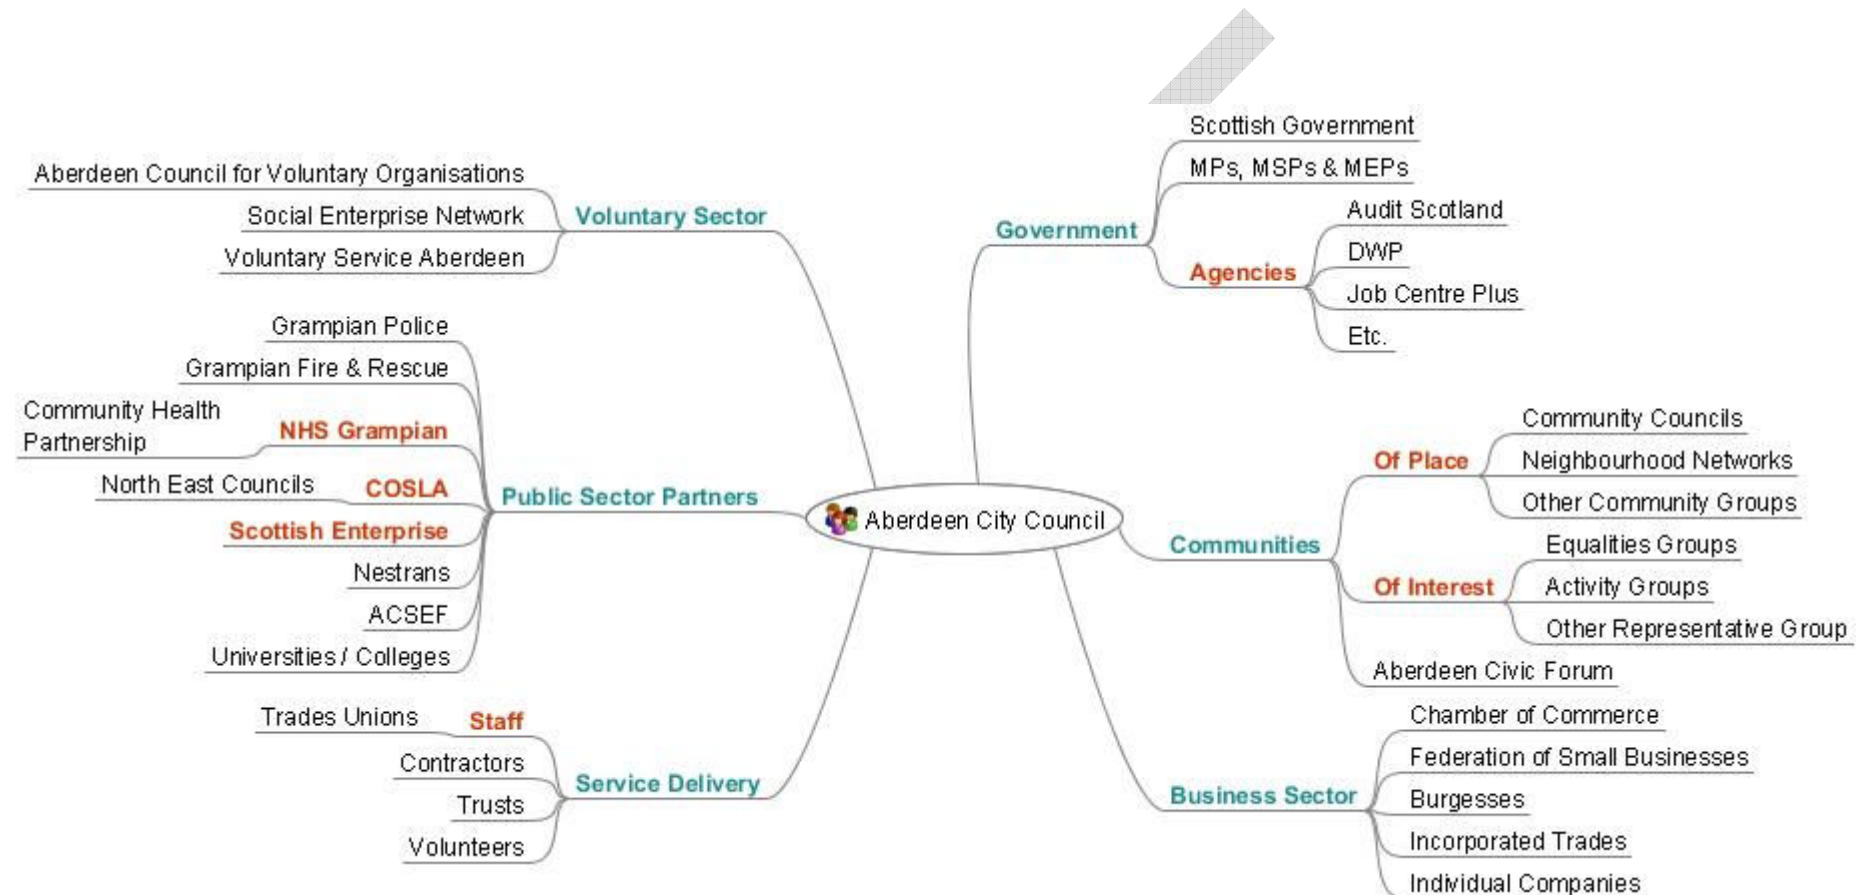 Aberdeen Council for Voluntary Organisations
Social Enterprise Network
Voluntary Service Aberdeen
Voluntary Sector
Grampian Police
Grampian Fire & Rescue
Community Health
Partnership
NHS Grampian
North East Councils
COSLA
Scottish Enterprise
Nestrans
ACSEF
Universities / Colleges
Public Sector Partners
Trades Unions
Staff
Contractors
Trusts
Volunteers
Service Delivery
Aberdeen City Council
Government
Scottish Government
MPs, MSPs & MEPs
Agencies
Audit Scotland
DWP
Job Centre Plus
Etc.
Communities
Of Place
Community Councils
Neighbourhood Networks
Other Community Groups
Of Interest
Equalities Groups
Activity Groups
Other Representative Group
Aberdeen Civic Forum
Business Sector
Chamber of Commerce
Federation of Small Businesses
Burgesses
Incorporated Trades
Individual Companies